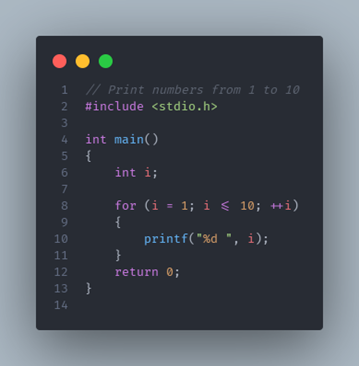 1 // Print numbers from 1 to 10
2 #include <stdio.h>
3
4 int main()
5 {
6     int i;
7
8     for (i = 1; i <= 10; ++i)
9     {
10         printf("%d ", i);
11     }
12     return 0;
13 }
14